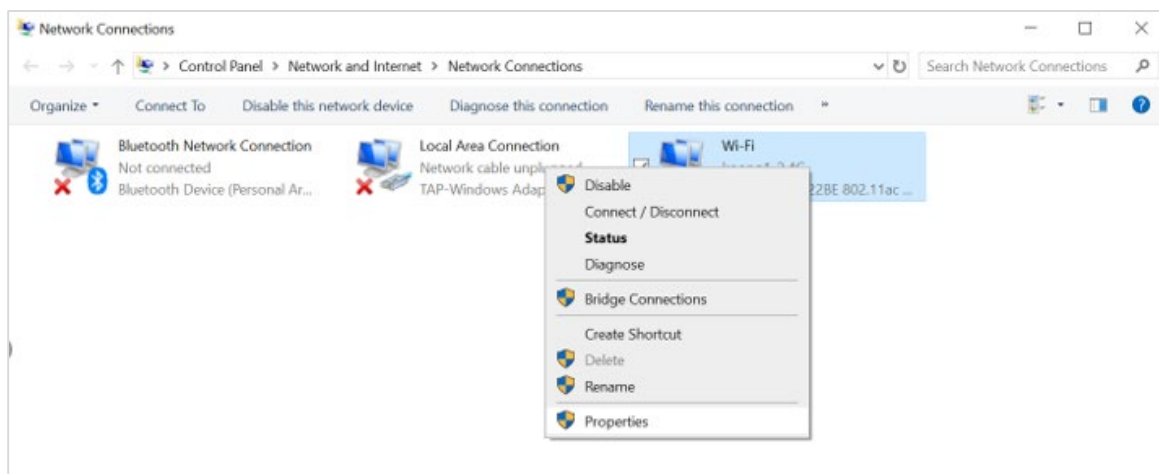 Network Connections
Control Panel > Network and Internet > Network Connections
Search Network Connections
Organize
Connect To
Disable this network device
Diagnose this connection
Rename this connection
»
Bluetooth Network Connection
Not connected
Bluetooth Device (Personal Ar...
Local Area Connection
Network cable unplugged
TAP-Windows Adap
Wi-Fi
22BE 802.11ac ...
Disable
Connect / Disconnect
Status
Diagnose
Bridge Connections
Create Shortcut
Delete
Rename
Properties